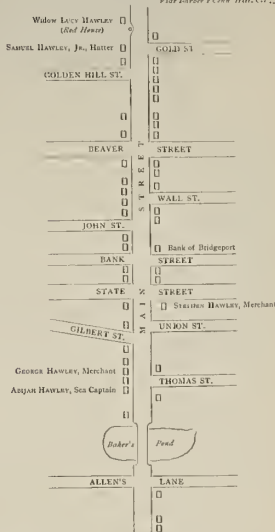 Widow Lucy Hawley
(Red House)
Samuel Hawley, Jr., Hatter
GOLD ST
GOLDEN HILL ST.
BEAVER STREET
WALL ST.
JOHN ST.
Bank of Bridgeport
BANK STREET
STATE STREET
Stephen Hawley, Merchant
MAIN STREET
GILBERT ST.
UNION ST.
George Hawley, Merchant
THOMAS ST.
Abijah Hawley, Sea Captain
Baker's Pond
ALLEN'S LANE